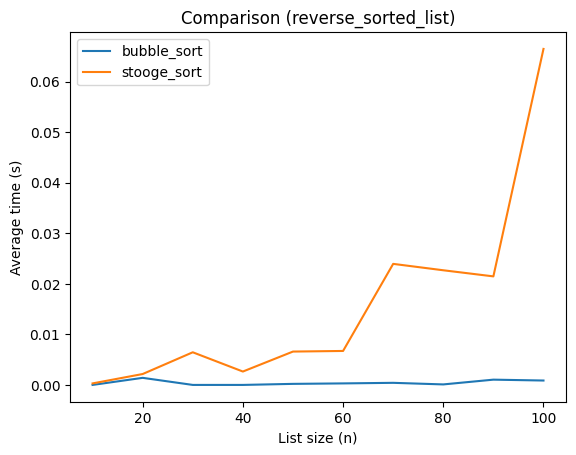 Comparison (reverse_sorted_list)
bubble_sort
stooge_sort
Average time (s)
0.06
0.05
0.04
0.03
0.02
0.01
0.00
20
40
60
80
100
List size (n)